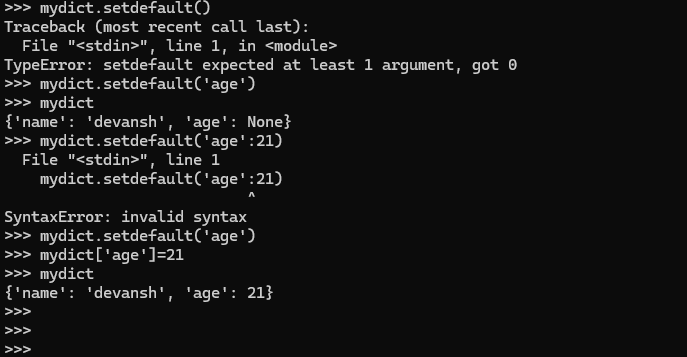 >>> mydict.setdefault()
Traceback (most recent call last):
  File "<stdin>", line 1, in <module>
TypeError: setdefault expected at least 1 argument, got 0
>>> mydict.setdefault('age')
>>> mydict
{'name': 'devansh', 'age': None}
>>> mydict.setdefault('age':21)
  File "<stdin>", line 1
    mydict.setdefault('age':21)
                           ^
SyntaxError: invalid syntax
>>> mydict.setdefault('age')
>>> mydict['age']=21
>>> mydict
{'name': 'devansh', 'age': 21}
>>>
>>>
>>>